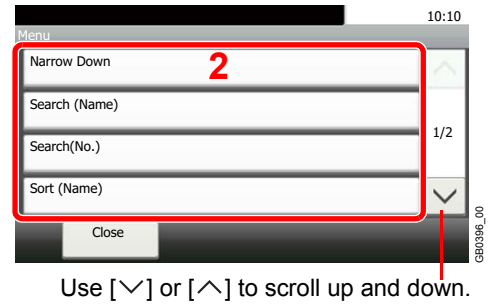 10:10
Menu
Narrow Down
2
Search (Name)
Search(No.)
1/2
Sort (Name)
Close
GB0396_00
Use [∨] or [∧] to scroll up and down.